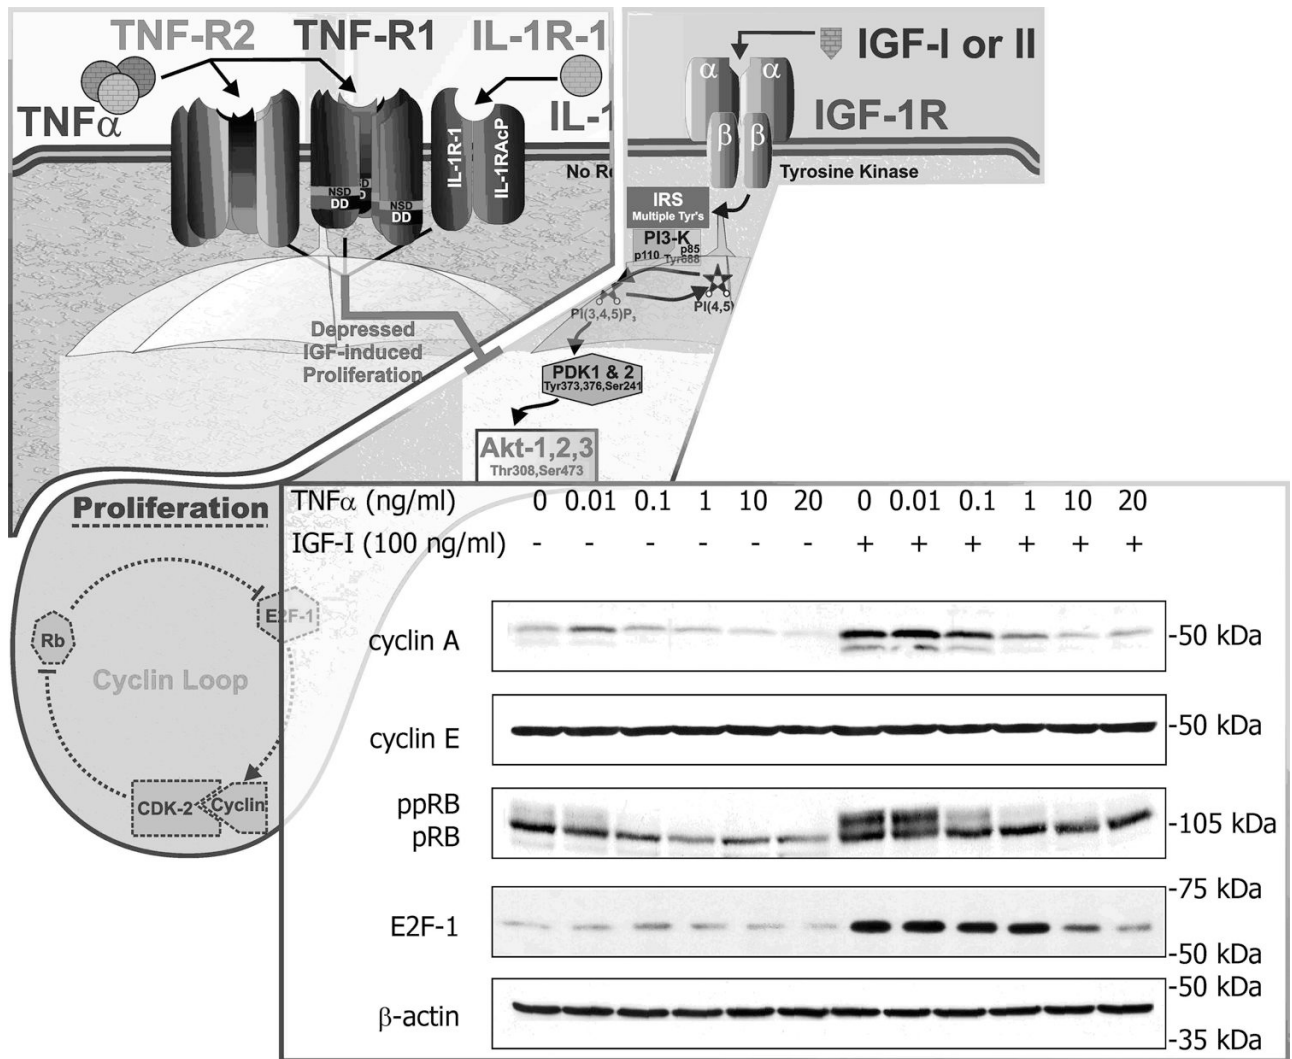 TNF-R2 TNF-R1 IL-1R-1
TNFα
IL-1R-1
IL-1RAcP
NSD
DD
NSD
DD
Depressed
IGF-induced
Proliferation
IGF-I or II
α α
IGF-1R
β β
Tyrosine Kinase
No
IRS
Multiple Tyr's
PI3-K
p85
p110 Tyr688
PI(4,5)
PI(3,4,5)P3
PDK1 & 2
Tyr373,376,Ser241
Akt-1,2,3
Thr308,Ser473
Proliferation
E2F-1
Rb
Cyclin Loop
CDK-2 Cyclin
TNFα (ng/ml) 0 0.01 0.1 1 10 20 0 0.01 0.1 1 10 20
IGF-I (100 ng/ml) - - - - - - + + + + + +
cyclin A -50 kDa
cyclin E -50 kDa
ppRB
pRB -105 kDa
-75 kDa
E2F-1
-50 kDa
-50 kDa
β-actin
-35 kDa